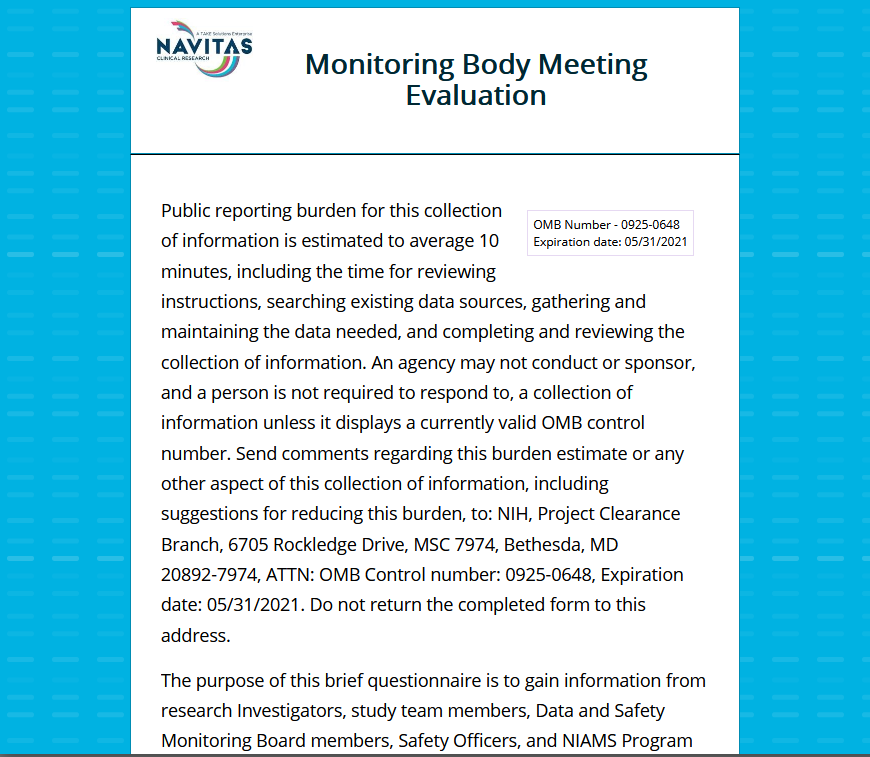 A TAKE Solutions Enterprise
NAVITAS
CLINICAL RESEARCH
Monitoring Body Meeting
Evaluation
OMB Number - 0925-0648
Expiration date: 05/31/2021
Public reporting burden for this collection
of information is estimated to average 10
minutes, including the time for reviewing
instructions, searching existing data sources, gathering and
maintaining the data needed, and completing and reviewing the
collection of information. An agency may not conduct or sponsor,
and a person is not required to respond to, a collection of
information unless it displays a currently valid OMB control
number. Send comments regarding this burden estimate or any
other aspect of this collection of information, including
suggestions for reducing this burden, to: NIH, Project Clearance
Branch, 6705 Rockledge Drive, MSC 7974, Bethesda, MD
20892-7974, ATTN: OMB Control number: 0925-0648, Expiration
date: 05/31/2021. Do not return the completed form to this
address.
The purpose of this brief questionnaire is to gain information from
research Investigators, study team members, Data and Safety
Monitoring Board members, Safety Officers, and NIAMS Program